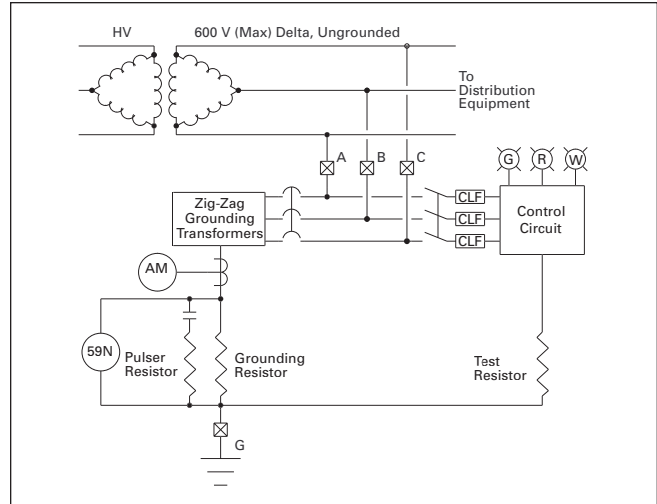 HV
600 V (Max) Delta, Ungrounded
To
Distribution
Equipment
A
B
C
G
R
W
Zig-Zag
Grounding
Transformers
CLF
CLF
CLF
Control
Circuit
AM
59N
Pulser
Resistor
Grounding
Resistor
Test
Resistor
G